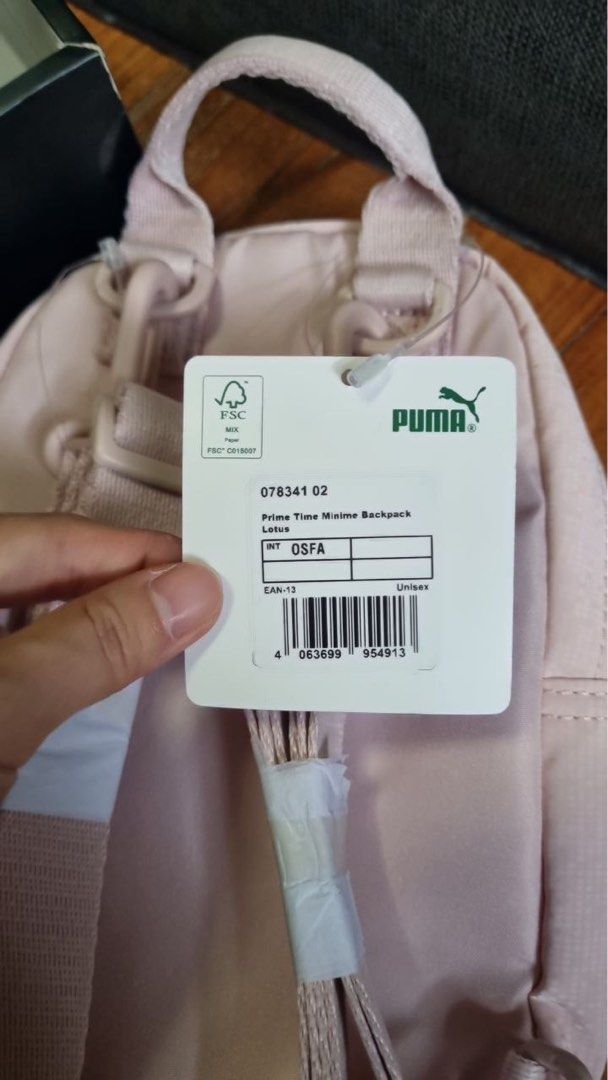 FSC
MIX
Paper
FSC® C015007
PUMA®
078341 02
Prime Time Minime Backpack
Lotus
INT OSFA
EAN-13 Unisex
4 063699 954913